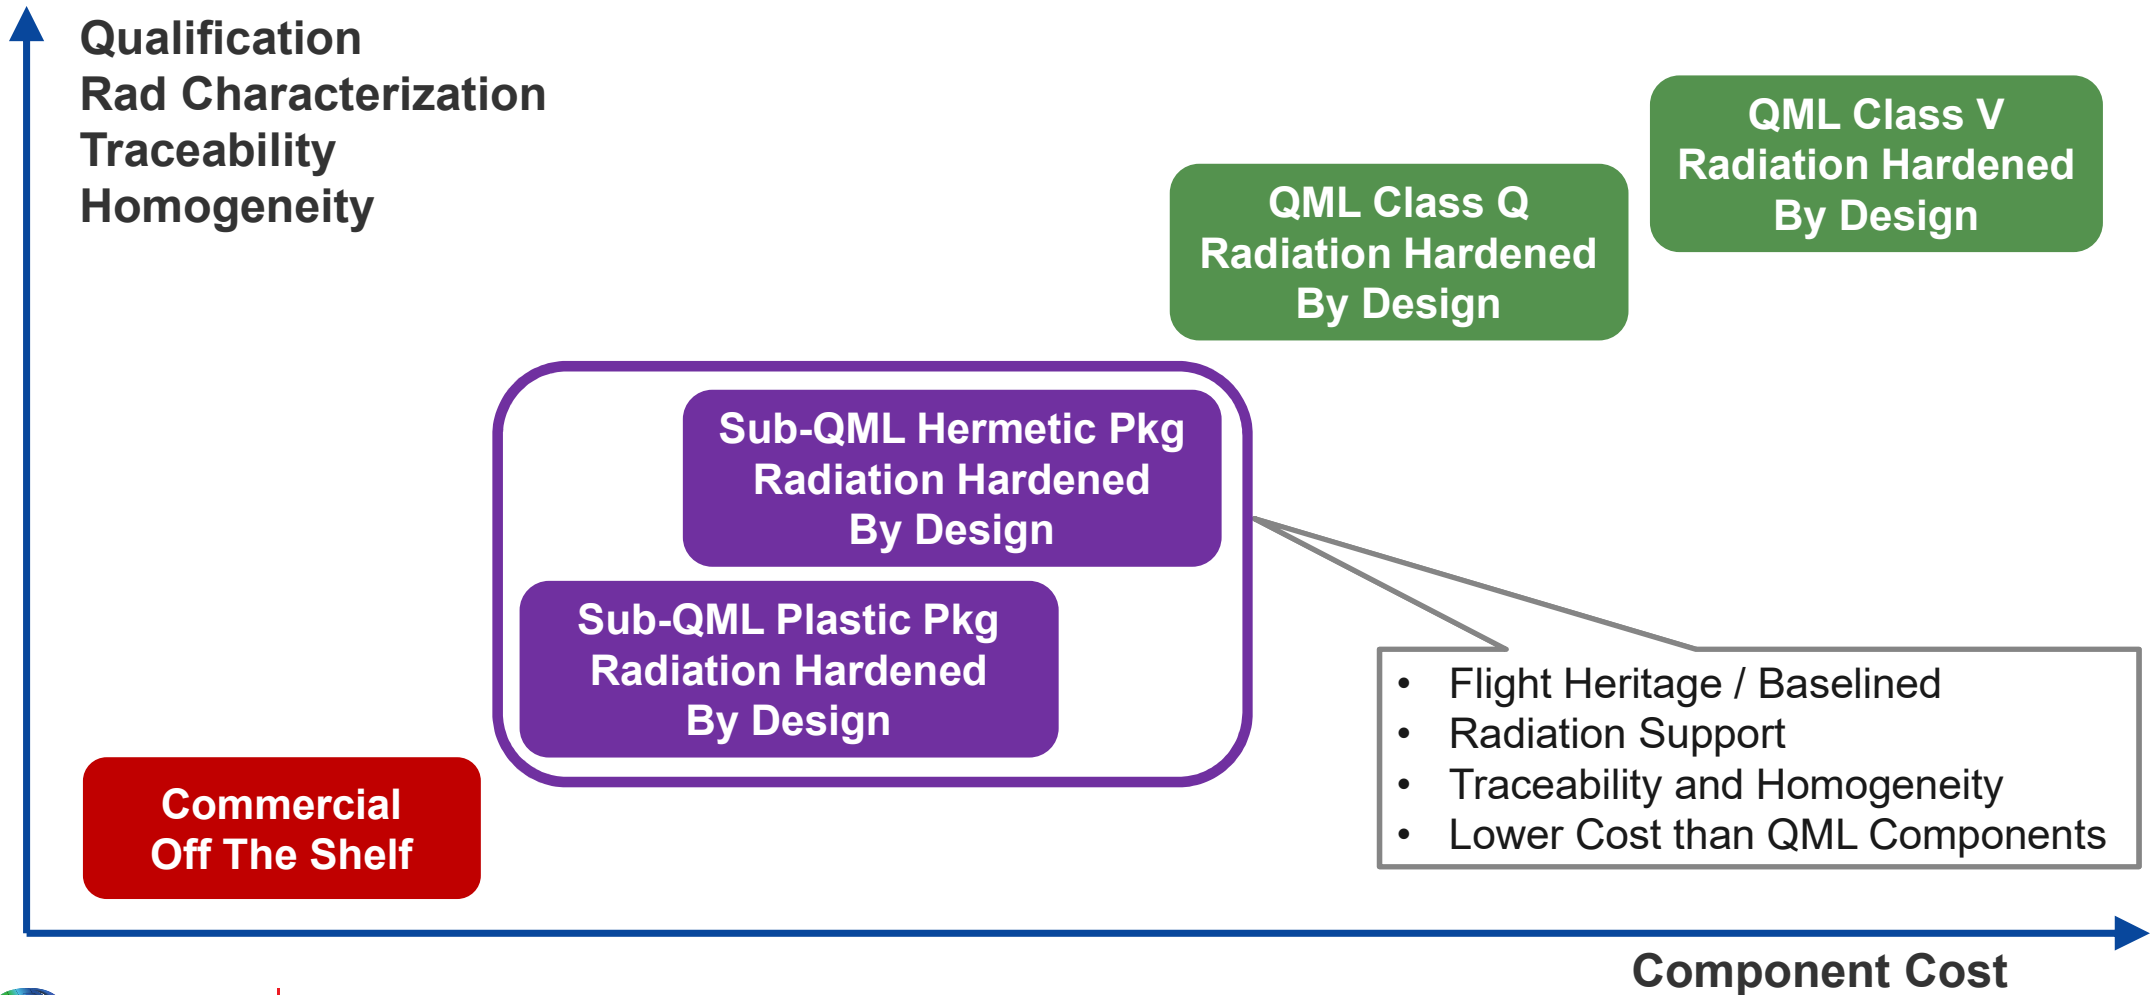 Qualification
Rad Characterization
Traceability
Homogeneity
QML Class V
Radiation Hardened
By Design
QML Class Q
Radiation Hardened
By Design
Sub-QML Hermetic Pkg
Radiation Hardened
By Design
Sub-QML Plastic Pkg
Radiation Hardened
By Design
• Flight Heritage / Baselined
• Radiation Support
• Traceability and Homogeneity
• Lower Cost than QML Components
Commercial
Off The Shelf
Component Cost